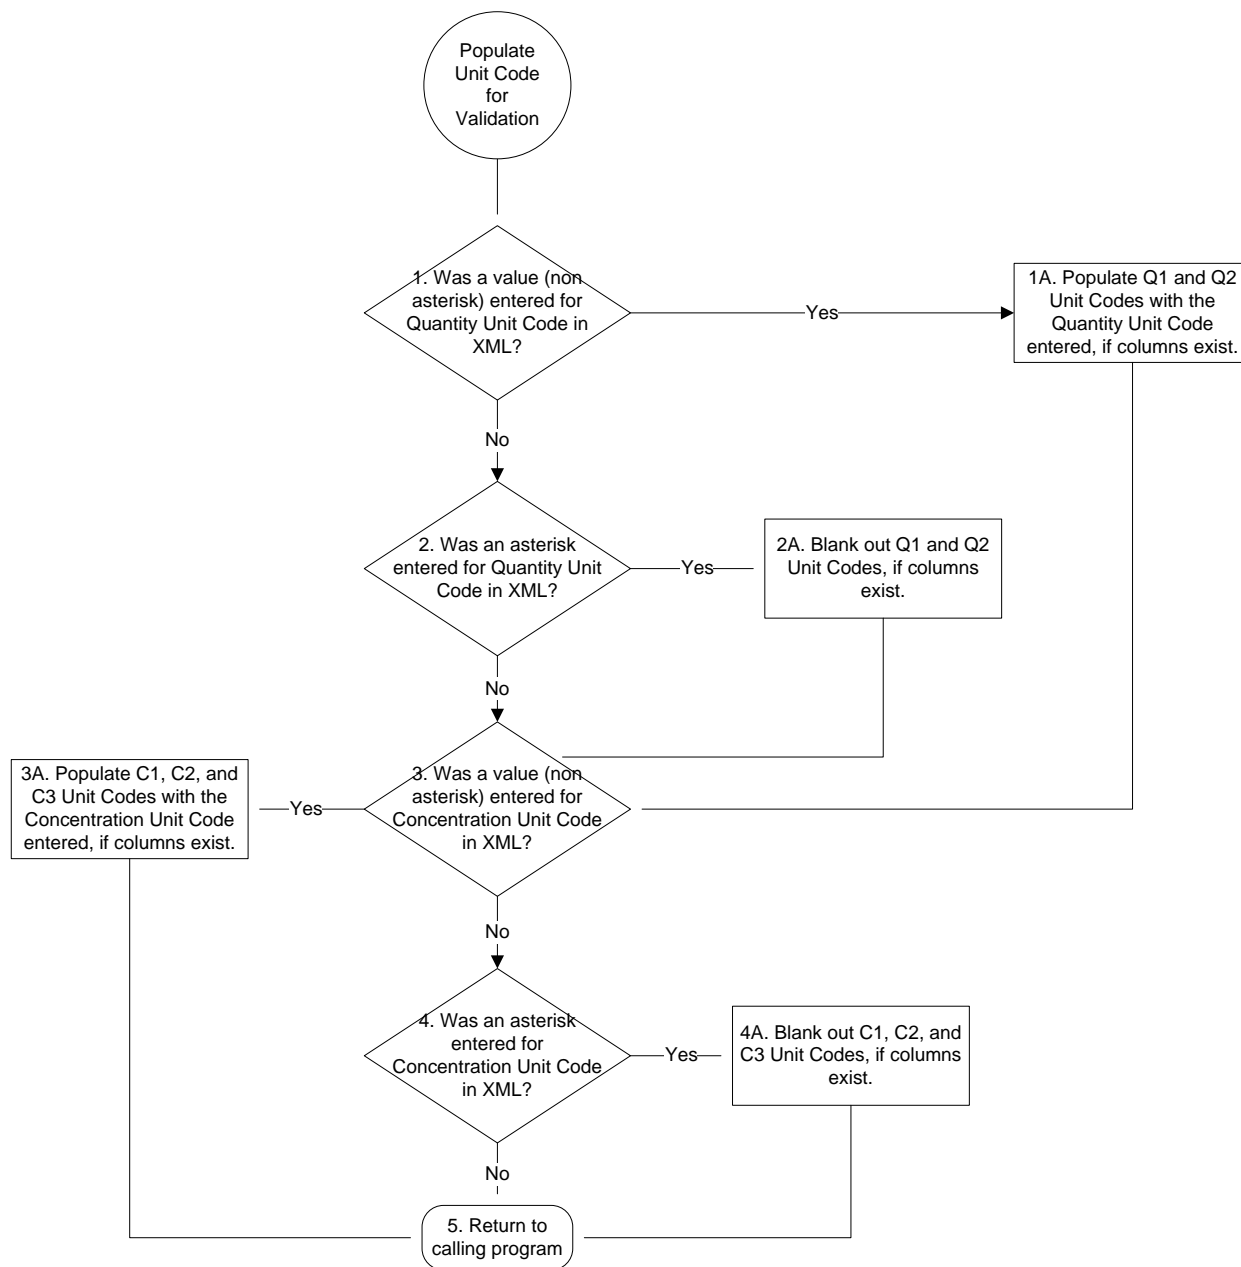 Populate
Unit Code
for
Validation
1. Was a value (non
asterisk) entered for
Quantity Unit Code in
XML?
Yes
1A. Populate Q1 and Q2
Unit Codes with the
Quantity Unit Code
entered, if columns exist.
No
2. Was an asterisk
entered for Quantity Unit
Code in XML?
Yes
2A. Blank out Q1 and Q2
Unit Codes, if columns
exist.
No
3. Was a value (non
asterisk) entered for
Concentration Unit Code
in XML?
Yes
3A. Populate C1, C2, and
C3 Unit Codes with the
Concentration Unit Code
entered, if columns exist.
No
4. Was an asterisk
entered for
Concentration Unit Code
in XML?
Yes
4A. Blank out C1, C2, and
C3 Unit Codes, if columns
exist.
No
5. Return to
calling program